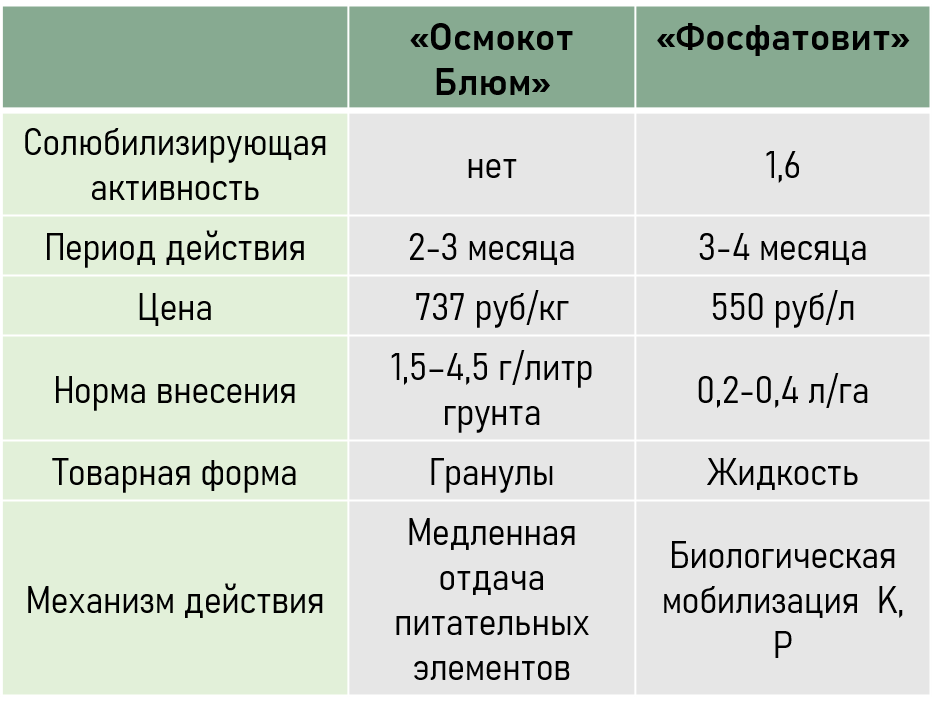 «Осмокот
Блюм»
«Фосфатовит»
Солюбилизирующая
активность
нет
1,6
Период действия
2-3 месяца
3-4 месяца
Цена
737 руб/кг
550 руб/л
Норма внесения
1,5–4,5 г/литр
грунта
0,2-0,4 л/га
Товарная форма
Гранулы
Жидкость
Механизм действия
Медленная
отдача
питательных
элементов
Биологическая
мобилизация K,
P